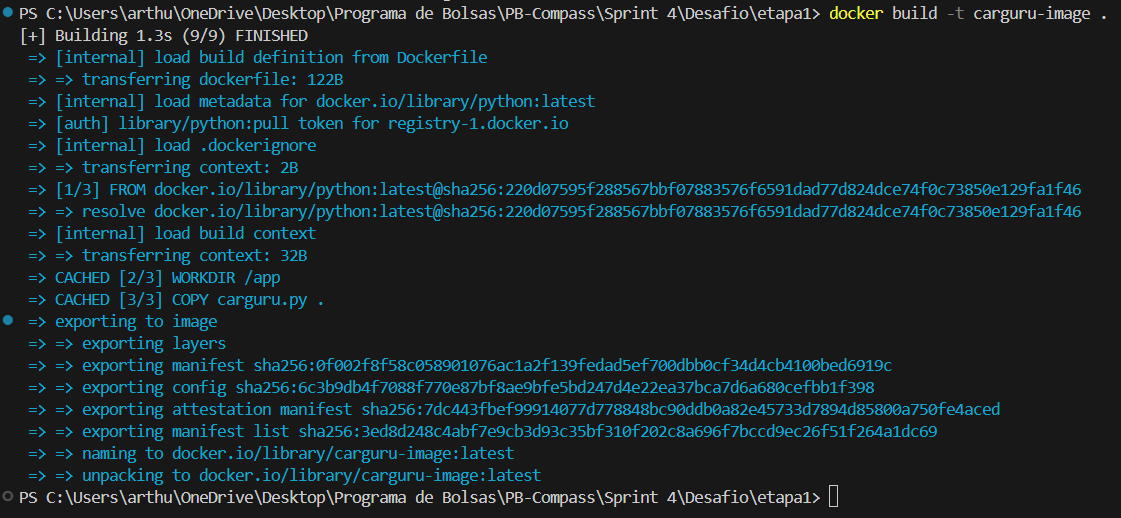 PS C:\Users\arthu\OneDrive\Desktop\Programa de Bolsas\PB-Compass\Sprint 4\Desafio\etapa1> docker build -t carguru-image .
[+] Building 1.3s (9/9) FINISHED
=> [internal] load build definition from Dockerfile
=> => transferring dockerfile: 122B
=> [internal] load metadata for docker.io/library/python:latest
=> [auth] library/python:pull token for registry-1.docker.io
=> [internal] load .dockerignore
=> => transferring context: 2B
=> [1/3] FROM docker.io/library/python:latest@sha256:220d07595f288567bbf07883576f6591dad77d824dce74f0c73850e129fa1f46
=> => resolve docker.io/library/python:latest@sha256:220d07595f288567bbf07883576f6591dad77d824dce74f0c73850e129fa1f46
=> [internal] load build context
=> => transferring context: 32B
=> CACHED [2/3] WORKDIR /app
=> CACHED [3/3] COPY carguru.py .
=> exporting to image
=> => exporting layers
=> => exporting manifest sha256:0f002f8f58c058901076ac1a2f139fedad5ef700dbb0cf34d4cb4100bed6919c
=> => exporting config sha256:6c3b9db4f7088f770e87bf8ae9bfe5bd247d4e22ea37bca7d6a680cefbb1f398
=> => exporting attestation manifest sha256:7dc443fbef99914077d778848bc90ddb0a82e45733d7894d85800a750fe4aced
=> => exporting manifest list sha256:3ed8d248c4abf7e9cb3d93c35bf310f202c8a696f7bccd9ec26f51f264a1dc69
=> => naming to docker.io/library/carguru-image:latest
=> => unpacking to docker.io/library/carguru-image:latest
PS C:\Users\arthu\OneDrive\Desktop\Programa de Bolsas\PB-Compass\Sprint 4\Desafio\etapa1>